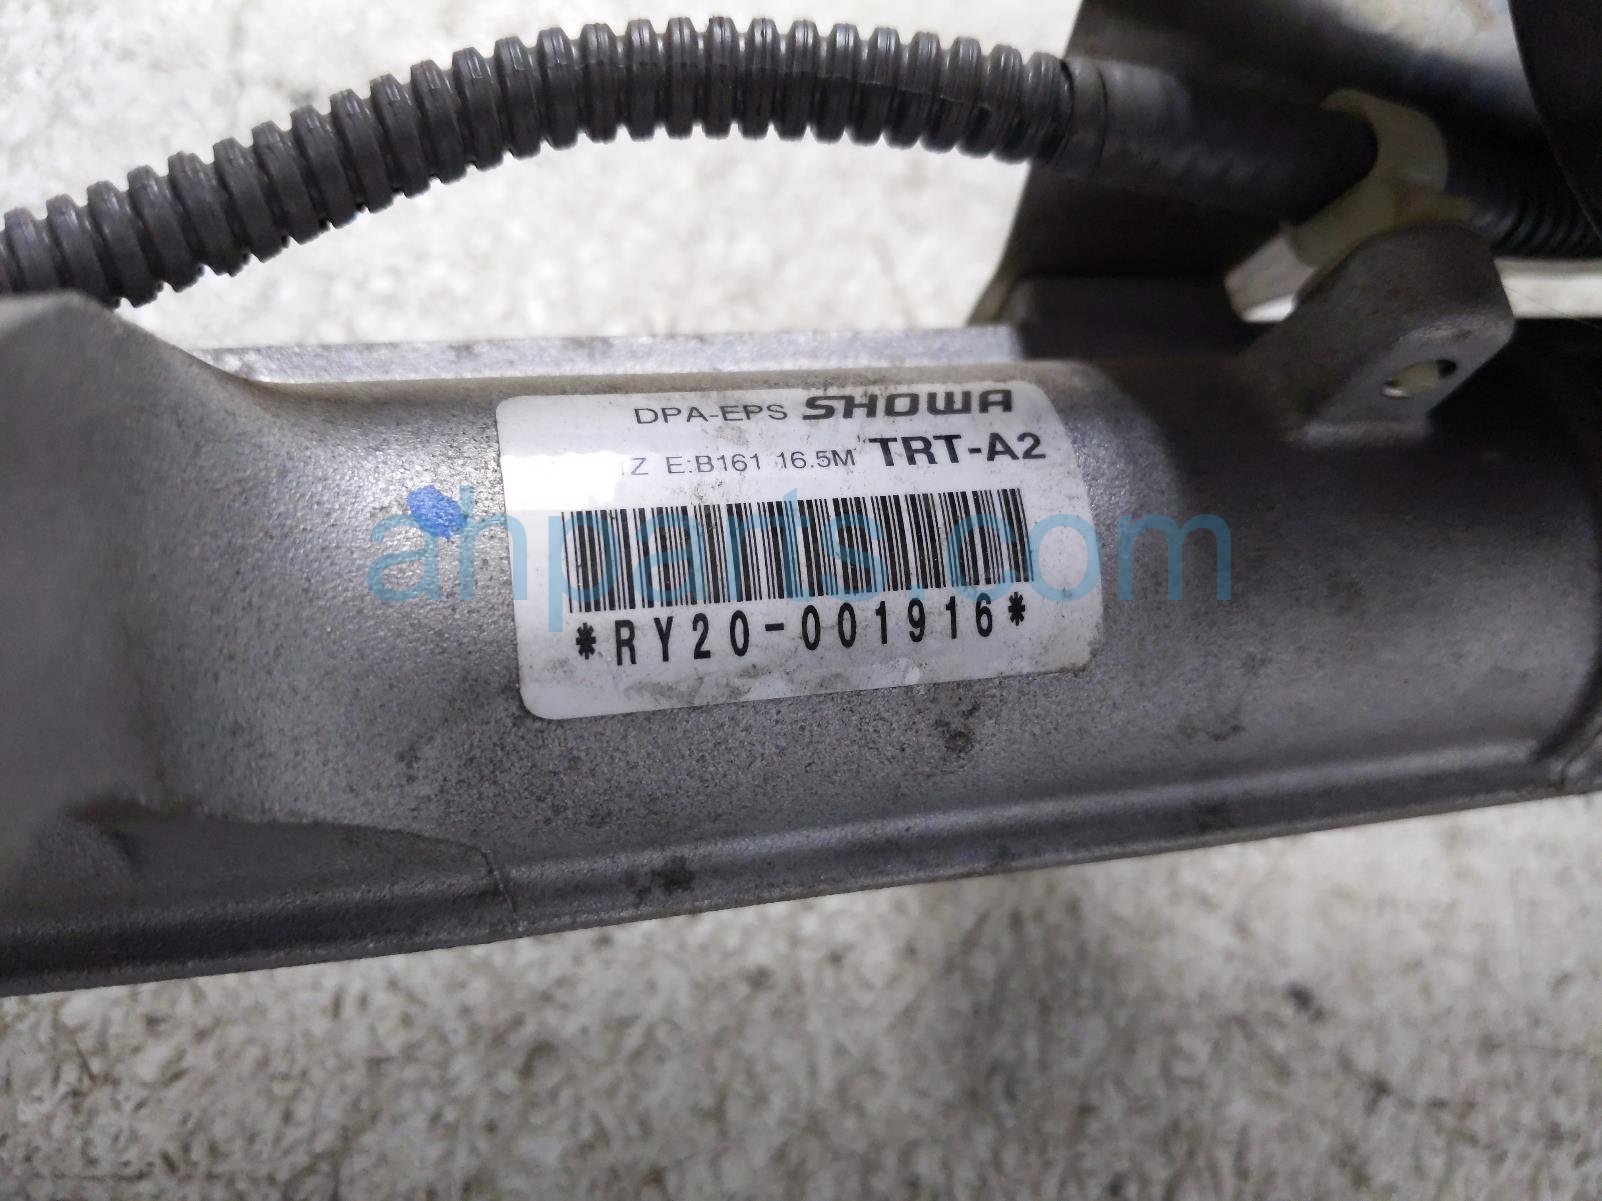 DPA-EPS SHOWA
E:B161 16.5M TRT-A2
*RY20-001916*
ahparts.com